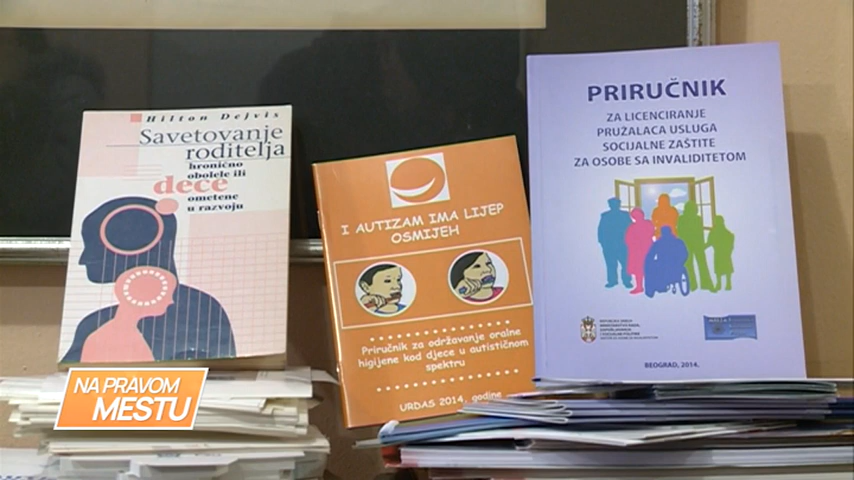 Hilton Dejvis
Savetovanje
roditelja
hronično
obolele ili
dece
ometene
u razvoju
I AUTIZAM IMA LIJEP
OSMIJEH
Priručnik za održavanje oralne
higijene kod djece u autističnom
spektru
URDAS 2014. godine
PRIRUČNIK
ZA LICENCIRANJE
PRUŽALACA USLUGA
SOCIJALNE ZAŠTITE
ZA OSOBE SA INVALIDITETOM
BEOGRAD, 2014.
NA PRAVOM
MESTU